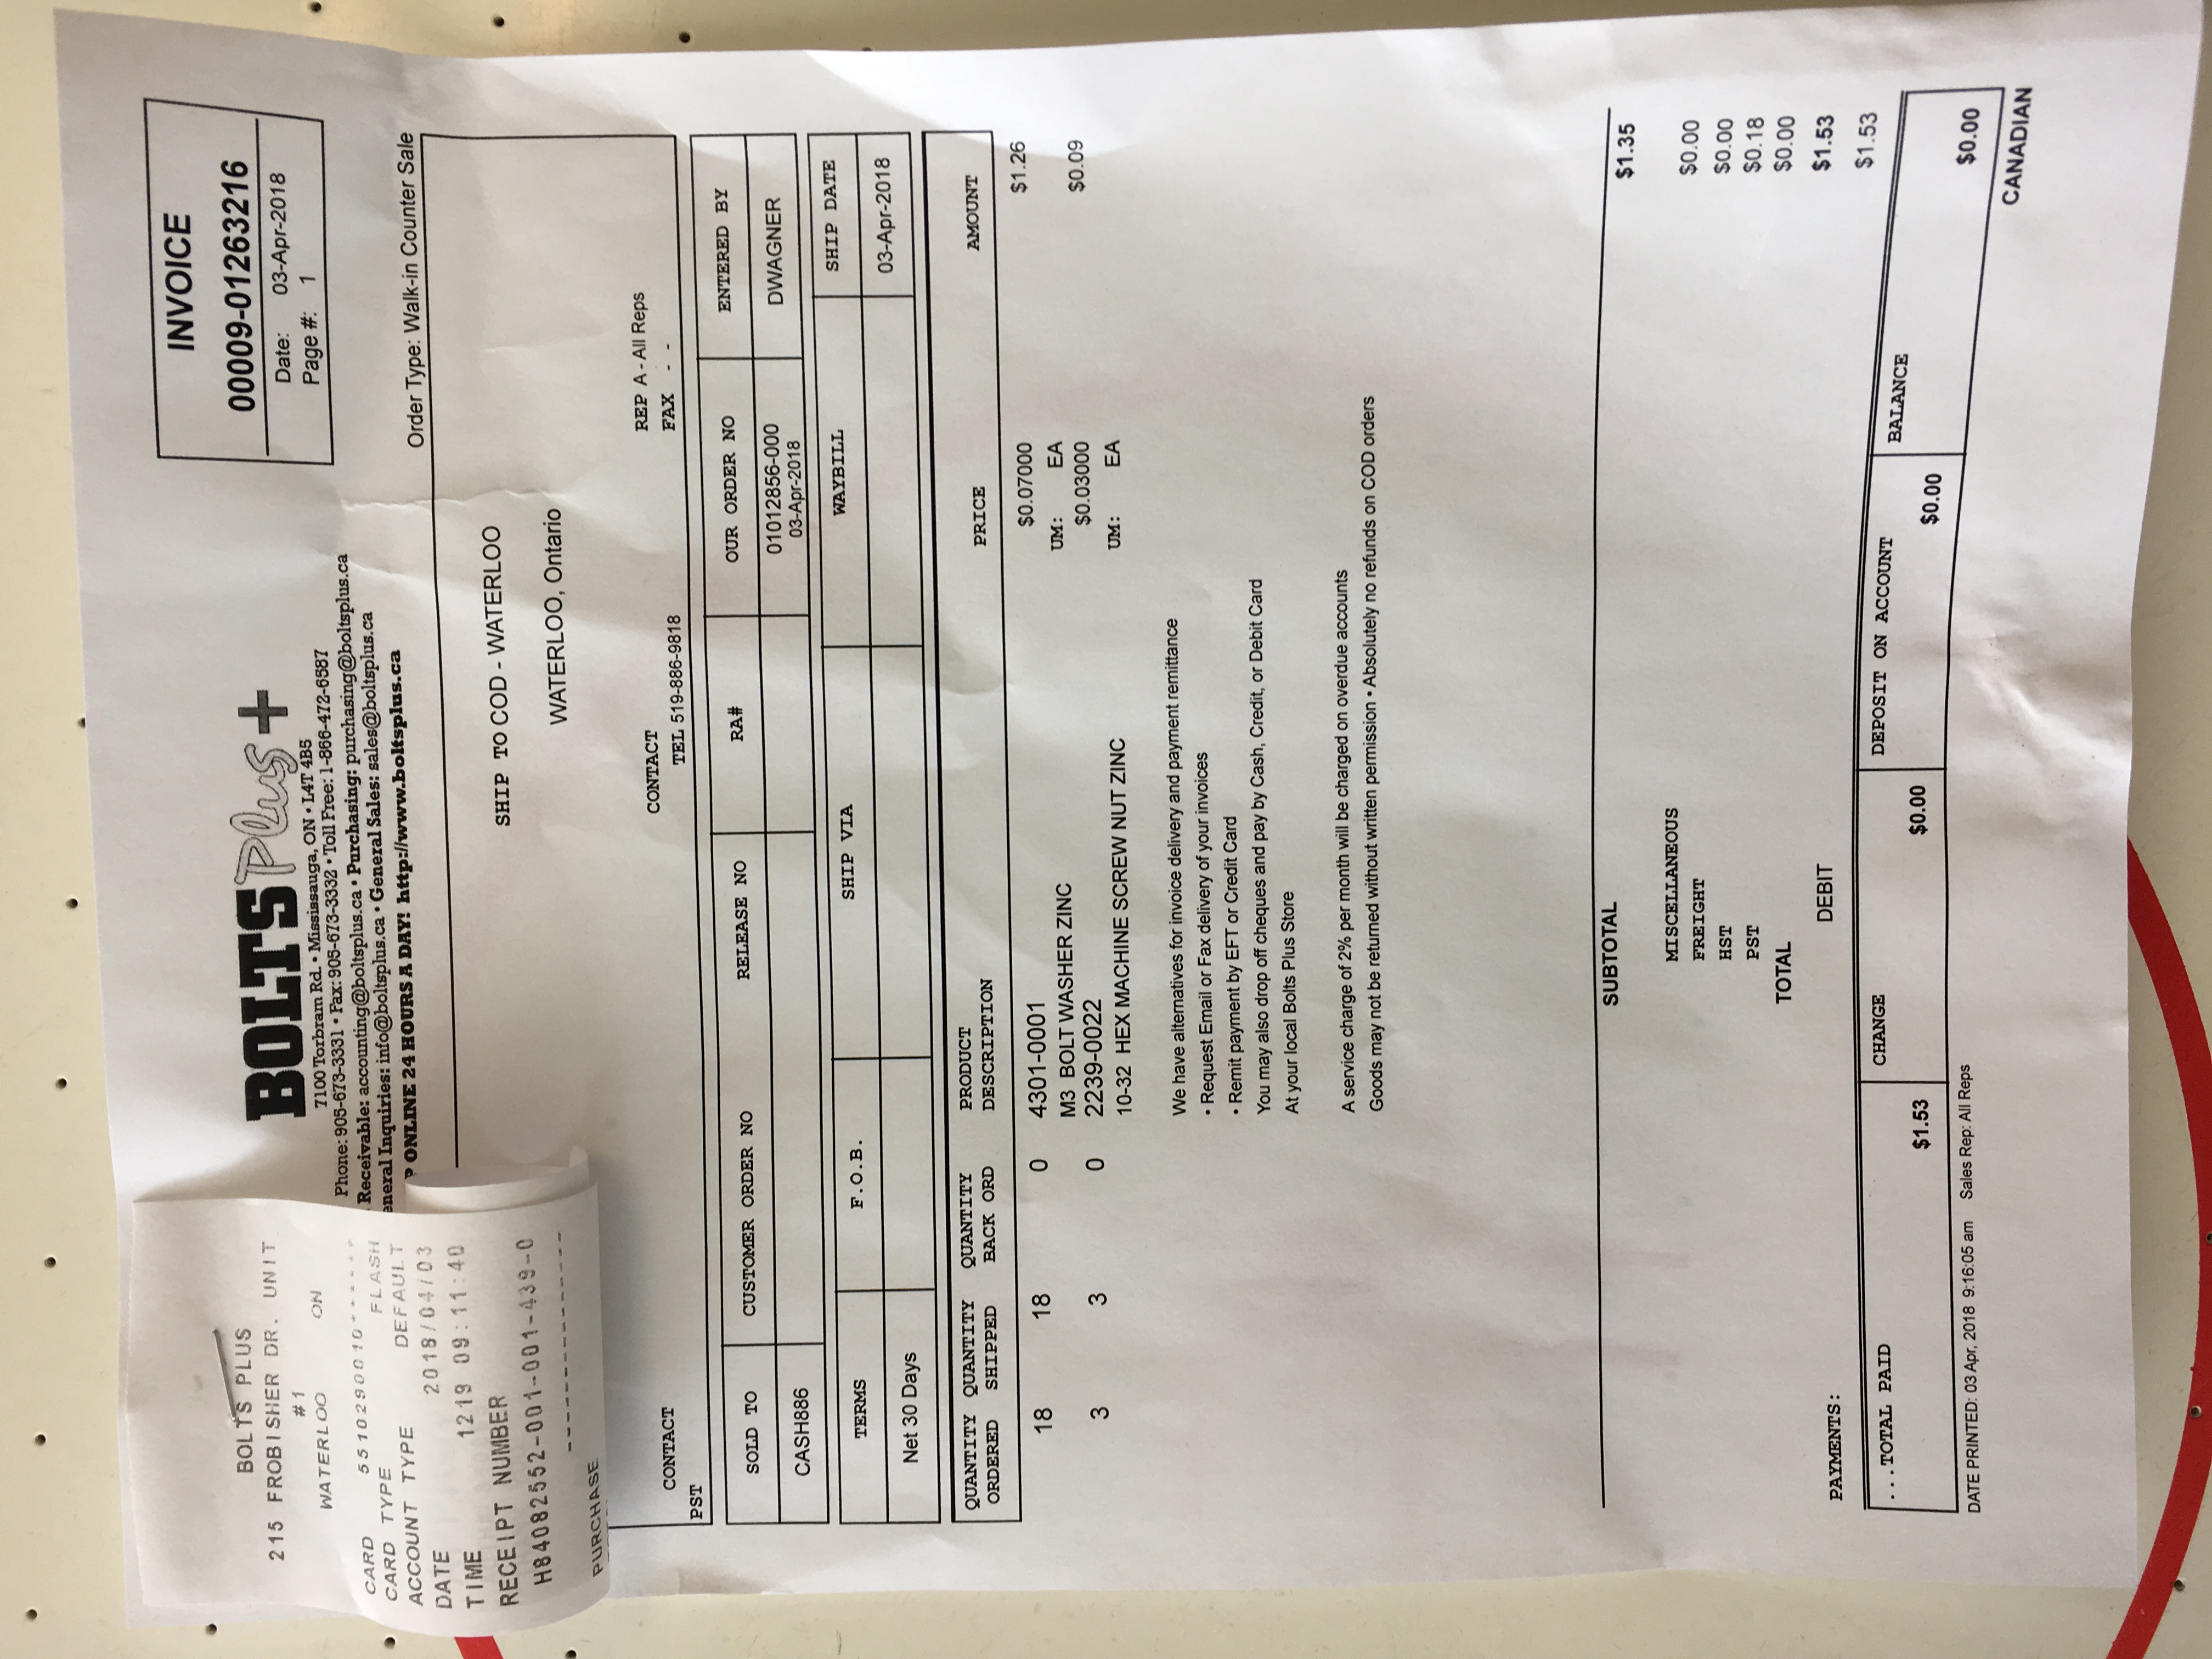 BOLTS PLUS
215 FROBISHER DR. UNIT
#1
WATERLOO ON
CARD 5510290010******
CARD TYPE FLASH
ACCOUNT TYPE DEFAULT
DATE 2018/04/03
TIME 1219 09:11:40
RECEIPT NUMBER
H84082552-001-001-439-0
---------------
PURCHASE
BOLTS Plus +
7100 Torbram Rd. • Mississauga, ON • L4T 4B5
Phone: 905-673-3331 • Fax: 905-673-3332 • Toll Free: 1-866-472-6587
Receivable: accounting@boltsplus.ca • Purchasing: purchasing@boltsplus.ca
eneral Inquiries: info@boltsplus.ca • General Sales: sales@boltsplus.ca
P ONLINE 24 HOURS A DAY! http://www.boltsplus.ca
INVOICE
00009-01263216
Date: 03-Apr-2018
Page #: 1
Order Type: Walk-in Counter Sale
SHIP TO COD - WATERLOO
WATERLOO, Ontario
CONTACT CONTACT REP A - All Reps
TEL 519-886-9818 FAX - -
PST
SOLD TO CUSTOMER ORDER NO RELEASE NO RA# OUR ORDER NO ENTERED BY
CASH886 01012856-000 DWAGNER
03-Apr-2018
TERMS F.O.B. SHIP VIA WAYBILL SHIP DATE
Net 30 Days 03-Apr-2018
QUANTITY QUANTITY QUANTITY PRODUCT PRICE AMOUNT
ORDERED SHIPPED BACK ORD DESCRIPTION
18 18 0 4301-0001 $0.07000 $1.26
M3 BOLT WASHER ZINC UM: EA
3 3 0 2239-0022 $0.03000 $0.09
10-32 HEX MACHINE SCREW NUT ZINC UM: EA
We have alternatives for invoice delivery and payment remittance
• Request Email or Fax delivery of your invoices
• Remit payment by EFT or Credit Card
You may also drop off cheques and pay by Cash, Credit, or Debit Card
At your local Bolts Plus Store
A service charge of 2% per month will be charged on overdue accounts
Goods may not be returned without written permission • Absolutely no refunds on COD orders
SUBTOTAL $1.35
MISCELLANEOUS $0.00
FREIGHT $0.00
HST $0.18
PST $0.00
TOTAL $1.53
PAYMENTS: DEBIT $1.53
...TOTAL PAID CHANGE DEPOSIT ON ACCOUNT BALANCE
$1.53 $0.00 $0.00 $0.00
DATE PRINTED: 03 Apr, 2018 9:16:05 am Sales Rep: All Reps
CANADIAN